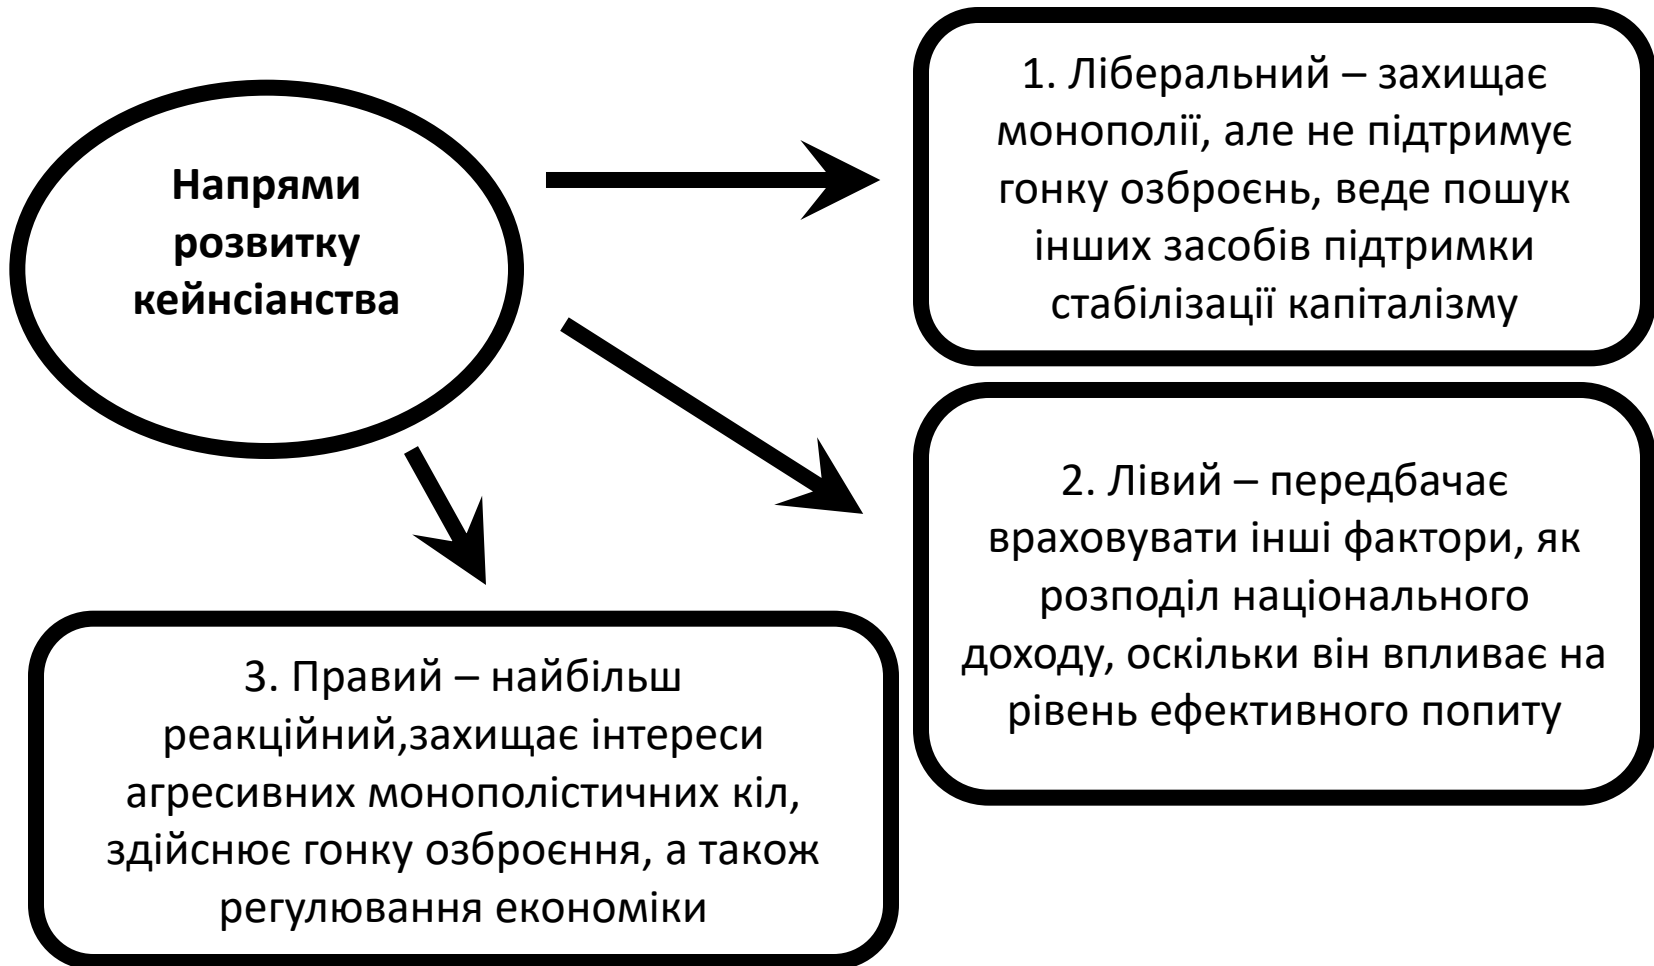 Напрями
розвитку
кейнсіанства
1. Ліберальний – захищає
монополії, але не підтримує
гонку озброєнь, веде пошук
інших засобів підтримки
стабілізації капіталізму
2. Лівий – передбачає
враховувати інші фактори, як
розподіл національного
доходу, оскільки він впливає на
рівень ефективного попиту
3. Правий – найбільш
реакційний,захищає інтереси
агресивних монополістичних кіл,
здійснює гонку озброєння, а також
регулювання економіки